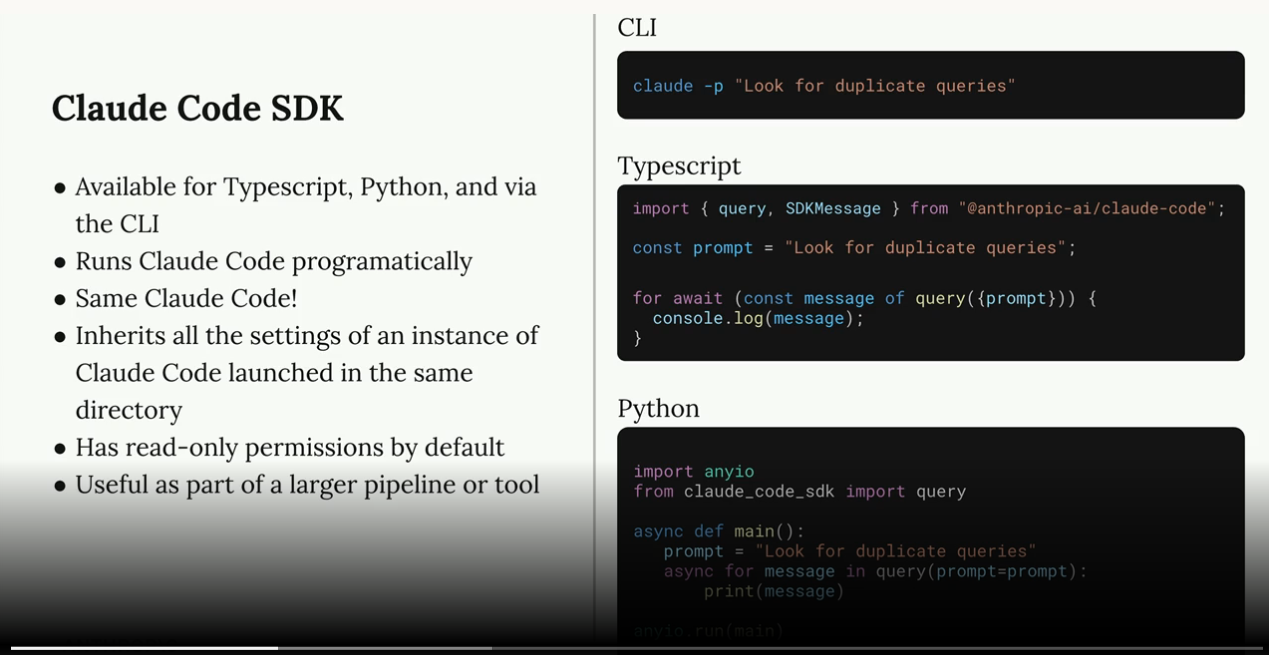 Claude Code SDK
● Available for Typescript, Python, and via
the CLI
● Runs Claude Code programatically
● Same Claude Code!
● Inherits all the settings of an instance of
Claude Code launched in the same
directory
● Has read-only permissions by default
● Useful as part of a larger pipeline or tool
CLI
claude -p "Look for duplicate queries"
Typescript
import { query, SDKMessage } from "@anthropic-ai/claude-code";
const prompt = "Look for duplicate queries";
for await (const message of query({prompt})) {
console.log(message);
}
Python
import anyio
from claude_code_sdk import query
async def main():
prompt = "Look for duplicate queries"
async for message in query(prompt=prompt):
print(message)
anyio.run(main)